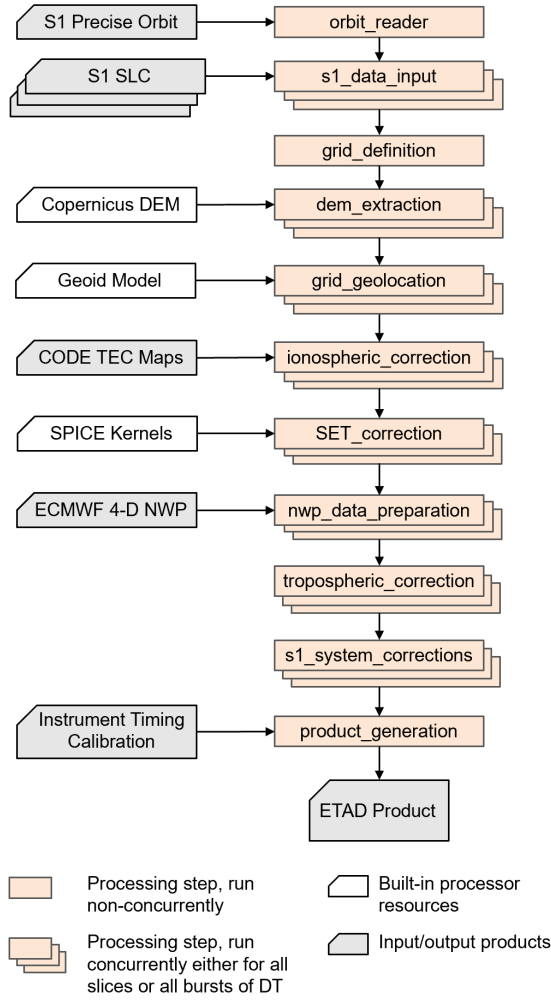 S1 Precise Orbit
orbit_reader
S1 SLC
s1_data_input
grid_definition
Copernicus DEM
dem_extraction
Geoid Model
grid_geolocation
CODE TEC Maps
ionospheric_correction
SPICE Kernels
SET_correction
ECMWF 4-D NWP
nwp_data_preparation
tropospheric_correction
s1_system_corrections
Instrument Timing
Calibration
product_generation
ETAD Product
Processing step, run
non-concurrently
Built-in processor
resources
Processing step, run
concurrently either for all
slices or all bursts of DT
Input/output products